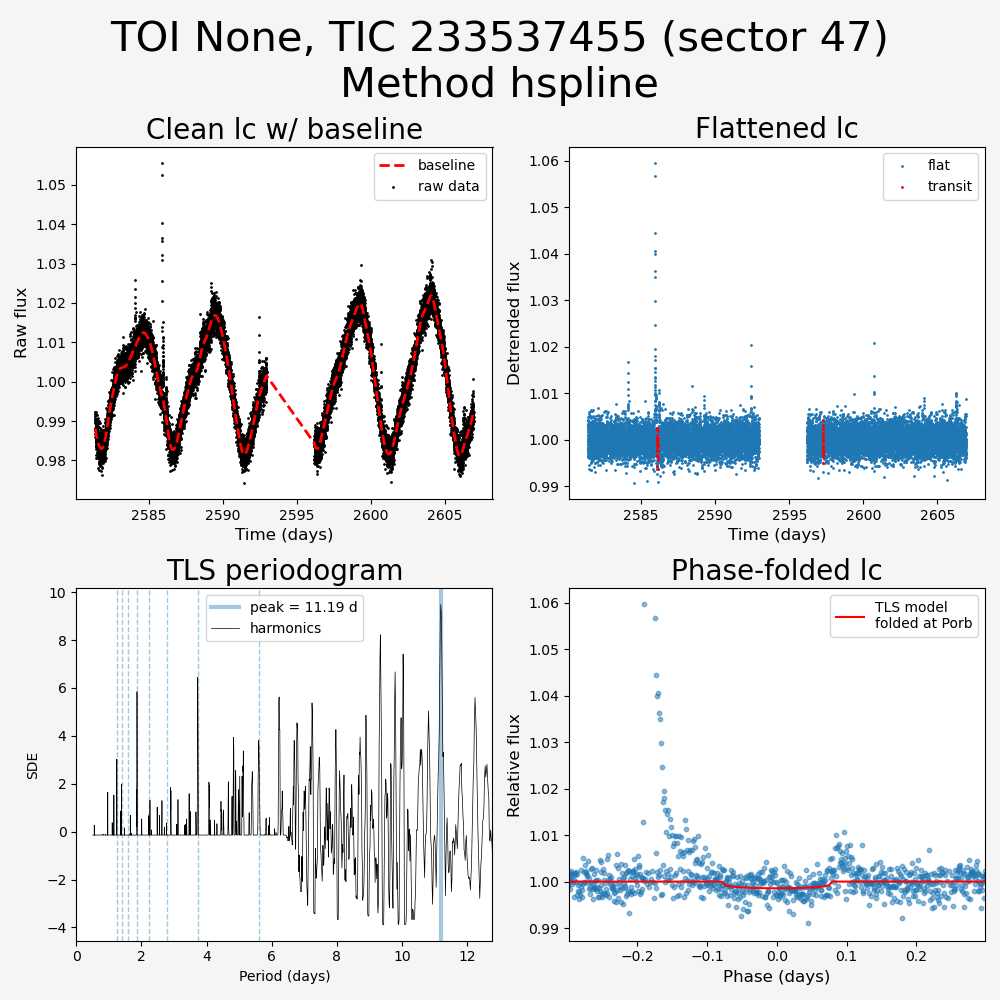 TOI None, TIC 233537455 (sector 47)
Method hspline
Clean lc w/ baseline
baseline
raw data
1.05
1.04
1.03
1.02
1.01
1.00
0.99
0.98
Raw flux
2585
2590
2595
2600
2605
Time (days)
Flattened lc
flat
transit
1.06
1.05
1.04
1.03
1.02
1.01
1.00
0.99
Detrended flux
2585
2590
2595
2600
2605
Time (days)
TLS periodogram
peak = 11.19 d
harmonics
10
8
6
4
2
0
−2
−4
SDE
0
2
4
6
8
10
12
Period (days)
Phase-folded lc
TLS model
folded at Porb
1.06
1.05
1.04
1.03
1.02
1.01
1.00
0.99
Relative flux
−0.2
−0.1
0.0
0.1
0.2
Phase (days)